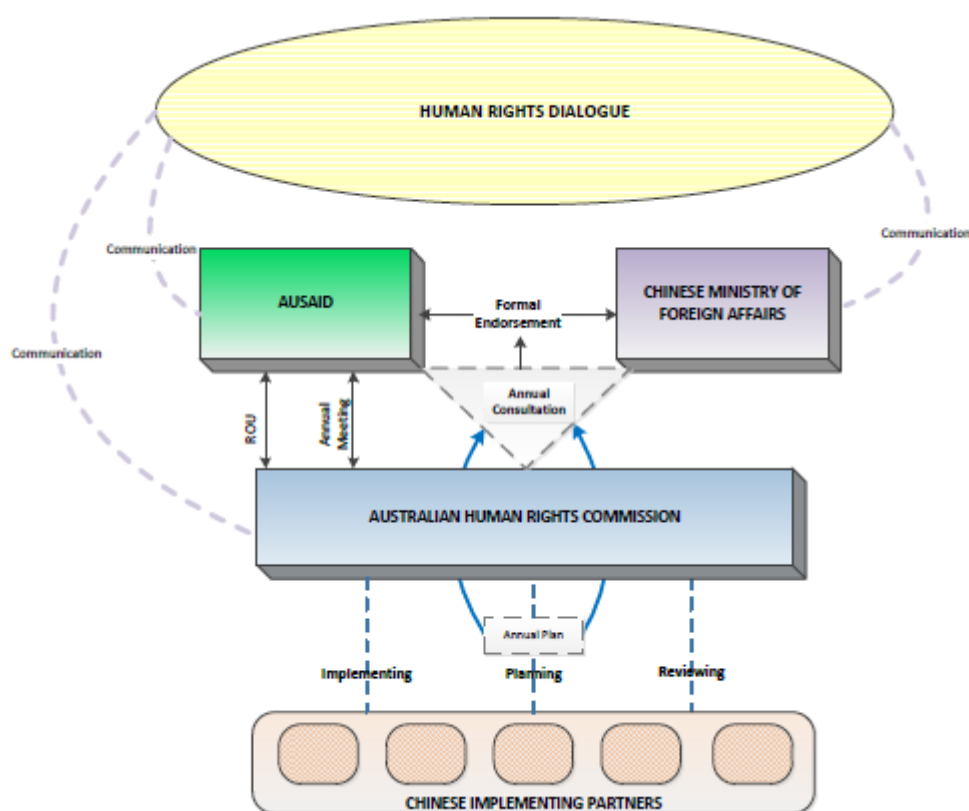 HUMAN RIGHTS DIALOGUE
Communication
Communication
Communication
AUSAID
CHINESE MINISTRY OF
FOREIGN AFFAIRS
Formal
Endorsement
Annual
Consultation
ROU
Annual
Meeting
AUSTRALIAN HUMAN RIGHTS COMMISSION
Annual Plan
Implementing
Planning
Reviewing
CHINESE IMPLEMENTING PARTNERS